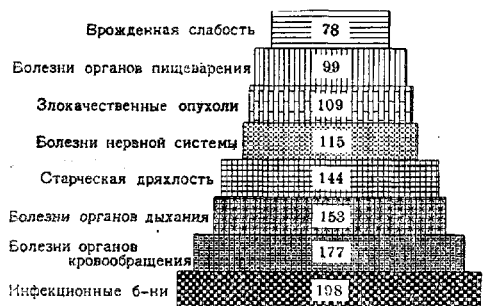 Врожденная слабость 78
Болезни органов пищеварения 99
Злокачественные опухоли 109
Болезни нервной системы 115
Старческая дряхлость 144
Болезни органов дыхания 153
Болезни органов
кровообращения 177
Инфекционные б-ни 198